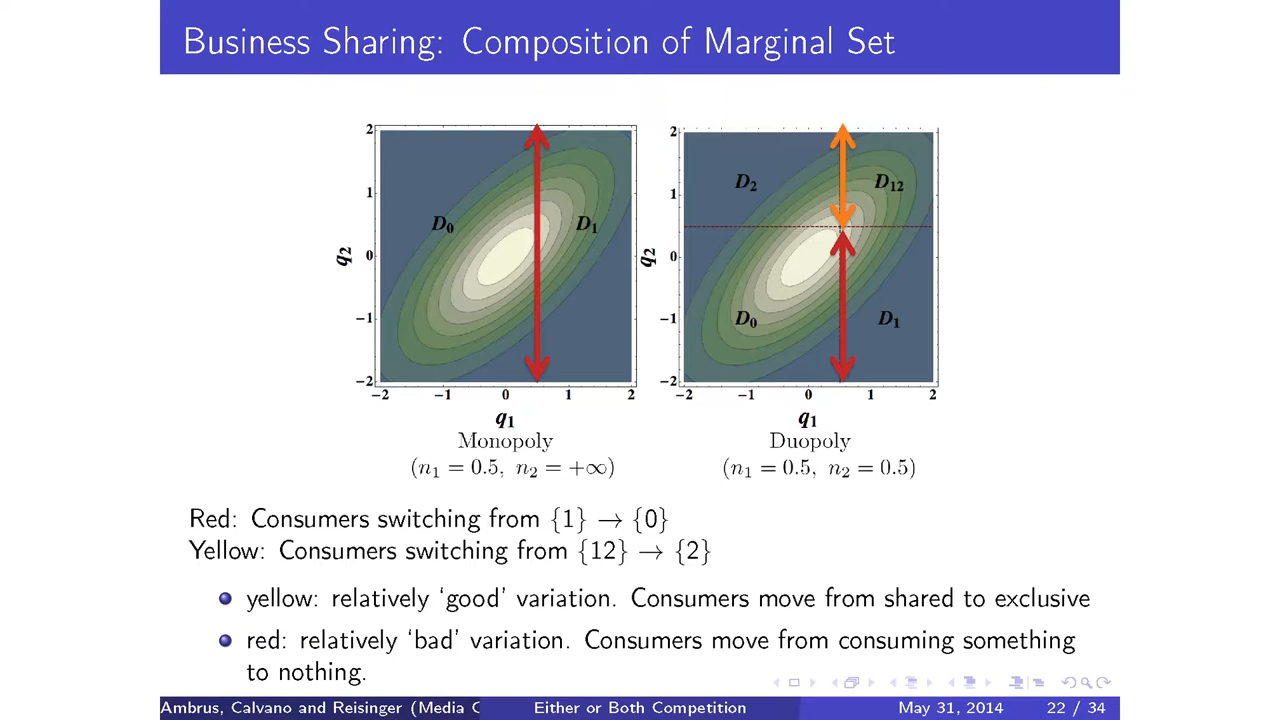 Business Sharing: Composition of Marginal Set
2
1
0
−1
−2
q2
D0
D1
−2
−1
0
1
2
q1
Monopoly
(n1 = 0.5, n2 = +∞)
2
1
0
−1
−2
q2
D2
D12
D0
D1
−2
−1
0
1
2
q1
Duopoly
(n1 = 0.5, n2 = 0.5)
Red: Consumers switching from {1} → {0}
Yellow: Consumers switching from {12} → {2}
yellow: relatively ‘good’ variation. Consumers move from shared to exclusive
red: relatively ‘bad’ variation. Consumers move from consuming something
to nothing.
Ambrus, Calvano and Reisinger (Media C
Either or Both Competition
May 31, 2014
22 / 34